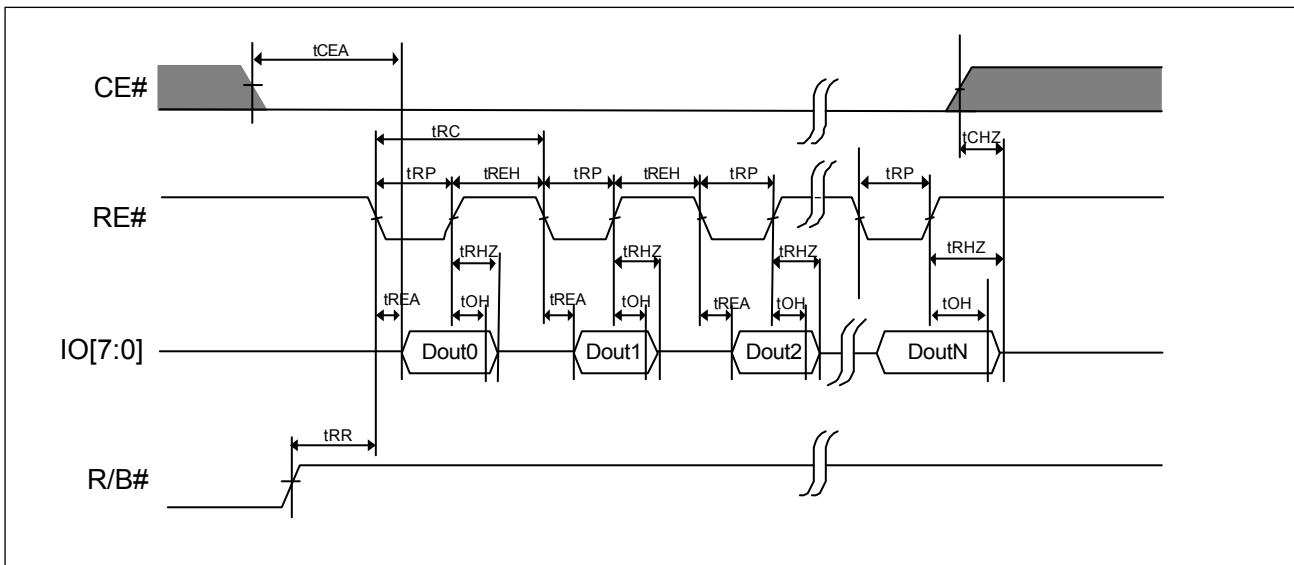 tCEA
CE#
tCHZ
tRC
tRP tREH tRP tREH tRP tRP
RE#
tRHZ tRHZ tRHZ tRHZ
tREA tOH tREA tOH tREA tOH tOH
IO[7:0] Dout0 Dout1 Dout2 DoutN
tRR
R/B#